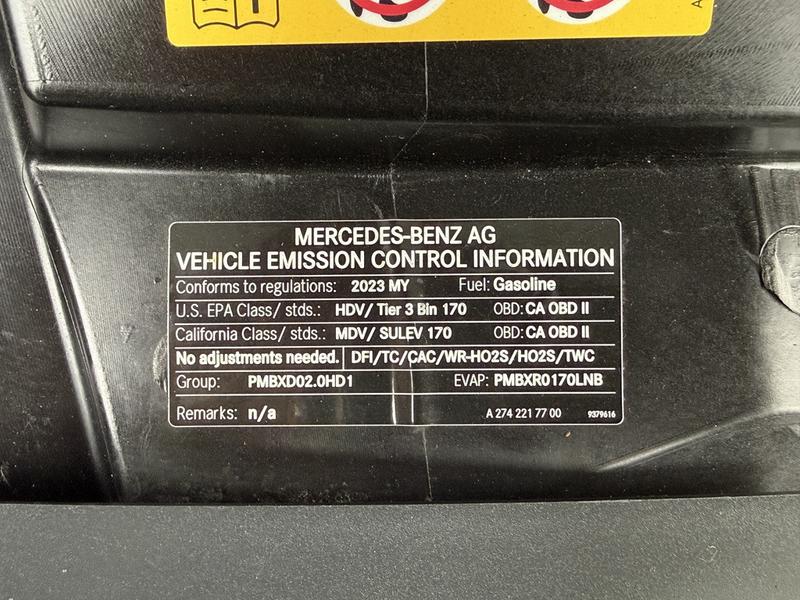 MERCEDES-BENZ AG
VEHICLE EMISSION CONTROL INFORMATION
Conforms to regulations: 2023 MY Fuel: Gasoline
U.S. EPA Class/ stds.: HDV/ Tier 3 Bin 170 OBD: CA OBD II
California Class/ stds.: MDV/ SULEV 170 OBD: CA OBD II
No adjustments needed. DFI/TC/CAC/WR-HO2S/HO2S/TWC
Group: PMBXD02.0HD1 EVAP: PMBXR0170LNB
Remarks: n/a A 274 221 77 00 9379616